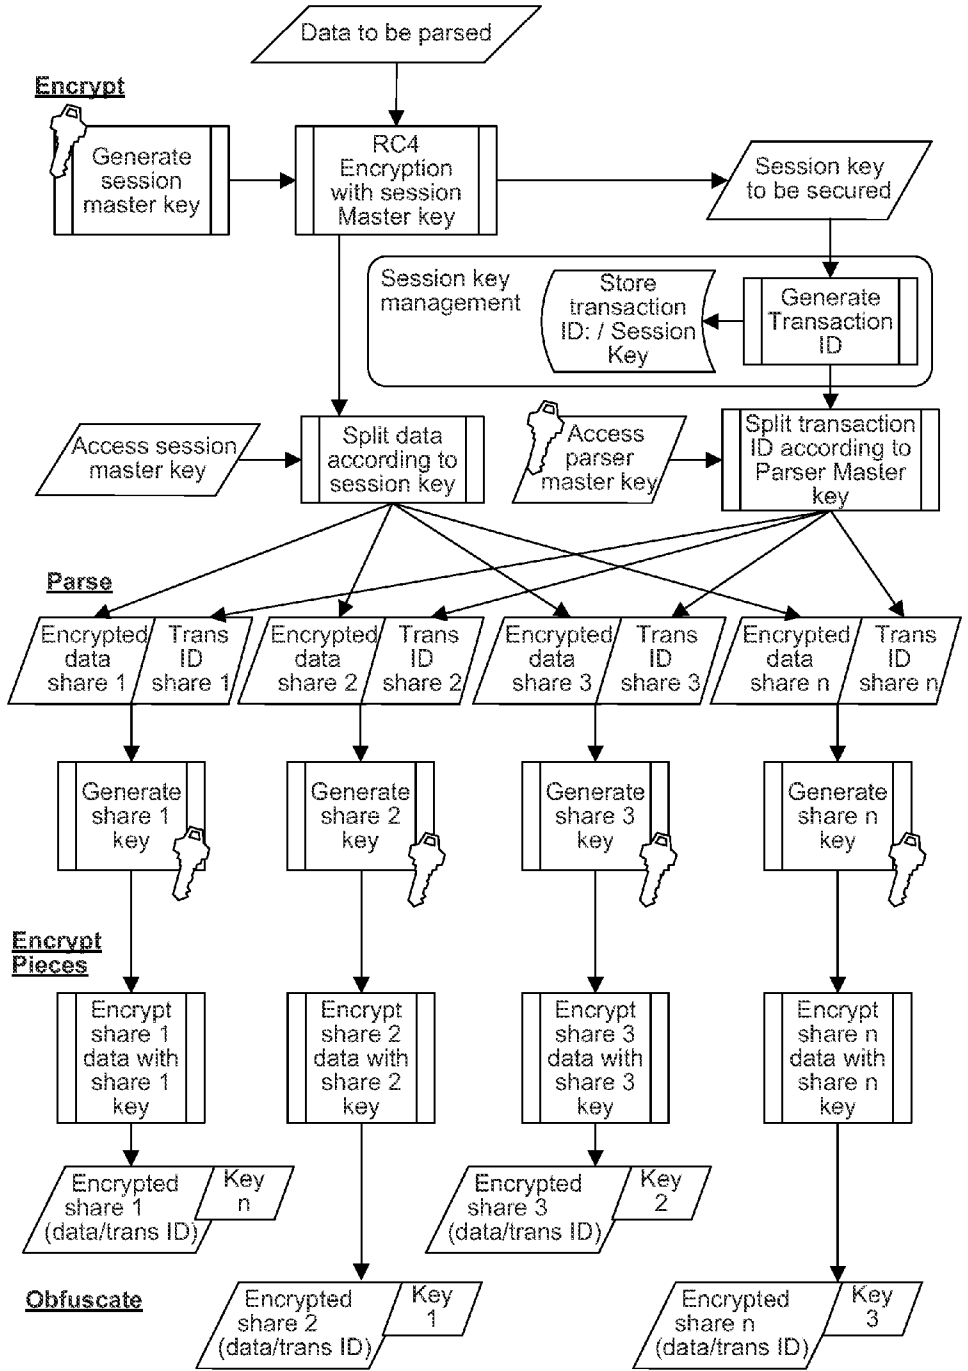 Data to be parsed
Encrypt
Generate
session
master key
RC4
Encryption
with session
Master key
Session key
to be secured
Session key
management
Store
transaction
ID: / Session
Key
Generate
Transaction
ID
Access session
master key
Split data
according to
session key
Access
parser
master key
Split transaction
ID according to
Parser Master
key
Parse
Encrypted
data
share 1
Trans
ID
share 1
Encrypted
data
share 2
Trans
ID
share 2
Encrypted
data
share 3
Trans
ID
share 3
Encrypted
data
share n
Trans
ID
share n
Generate
share 1
key
Generate
share 2
key
Generate
share 3
key
Generate
share n
key
Encrypt
Pieces
Encrypt
share 1
data with
share 1
key
Encrypt
share 2
data with
share 2
key
Encrypt
share 3
data with
share 3
key
Encrypt
share n
data with
share n
key
Encrypted
share 1
(data/trans ID)
Key
n
Encrypted
share 3
(data/trans ID)
Key
2
Obfuscate
Encrypted
share 2
(data/trans ID)
Key
1
Encrypted
share n
(data/trans ID)
Key
3